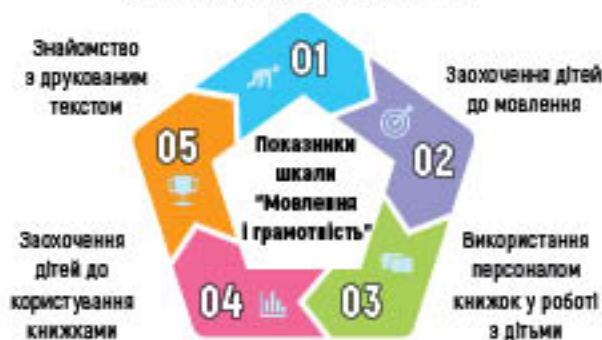 01
Заохочення дітей
до мовлення
02
Використання
персоналом
книжок у роботі
з дітьми
03
Заохочення
дітей до
користування
книжками
04
Знайомство
з друкованим
текстом
05
Показники
шкали
"Мовлення
і грамотність"